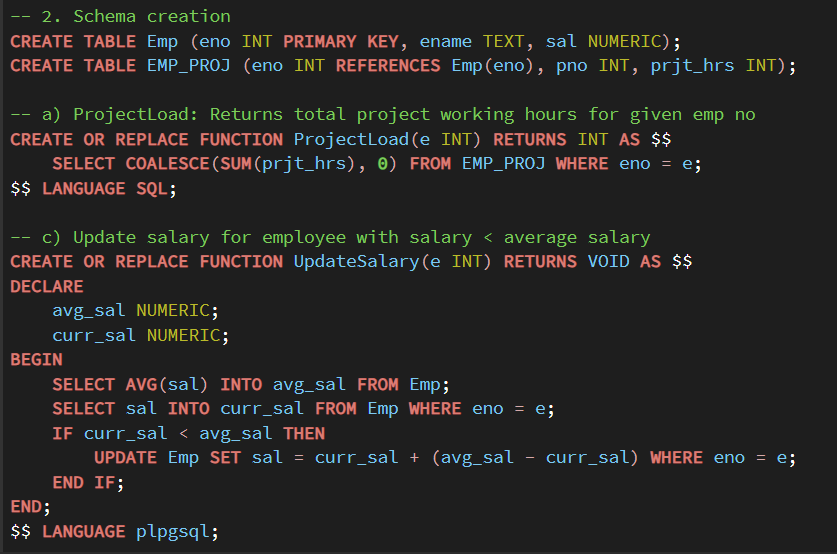 -- 2. Schema creation
CREATE TABLE Emp (eno INT PRIMARY KEY, ename TEXT, sal NUMERIC);
CREATE TABLE EMP_PROJ (eno INT REFERENCES Emp(eno), pno INT, prjt_hrs INT);

-- a) ProjectLoad: Returns total project working hours for given emp no
CREATE OR REPLACE FUNCTION ProjectLoad(e INT) RETURNS INT AS $$
    SELECT COALESCE(SUM(prjt_hrs), 0) FROM EMP_PROJ WHERE eno = e;
$$ LANGUAGE SQL;

-- c) Update salary for employee with salary < average salary
CREATE OR REPLACE FUNCTION UpdateSalary(e INT) RETURNS VOID AS $$
DECLARE
    avg_sal NUMERIC;
    curr_sal NUMERIC;
BEGIN
    SELECT AVG(sal) INTO avg_sal FROM Emp;
    SELECT sal INTO curr_sal FROM Emp WHERE eno = e;
    IF curr_sal < avg_sal THEN
        UPDATE Emp SET sal = curr_sal + (avg_sal - curr_sal) WHERE eno = e;
    END IF;
END;
$$ LANGUAGE plpgsql;